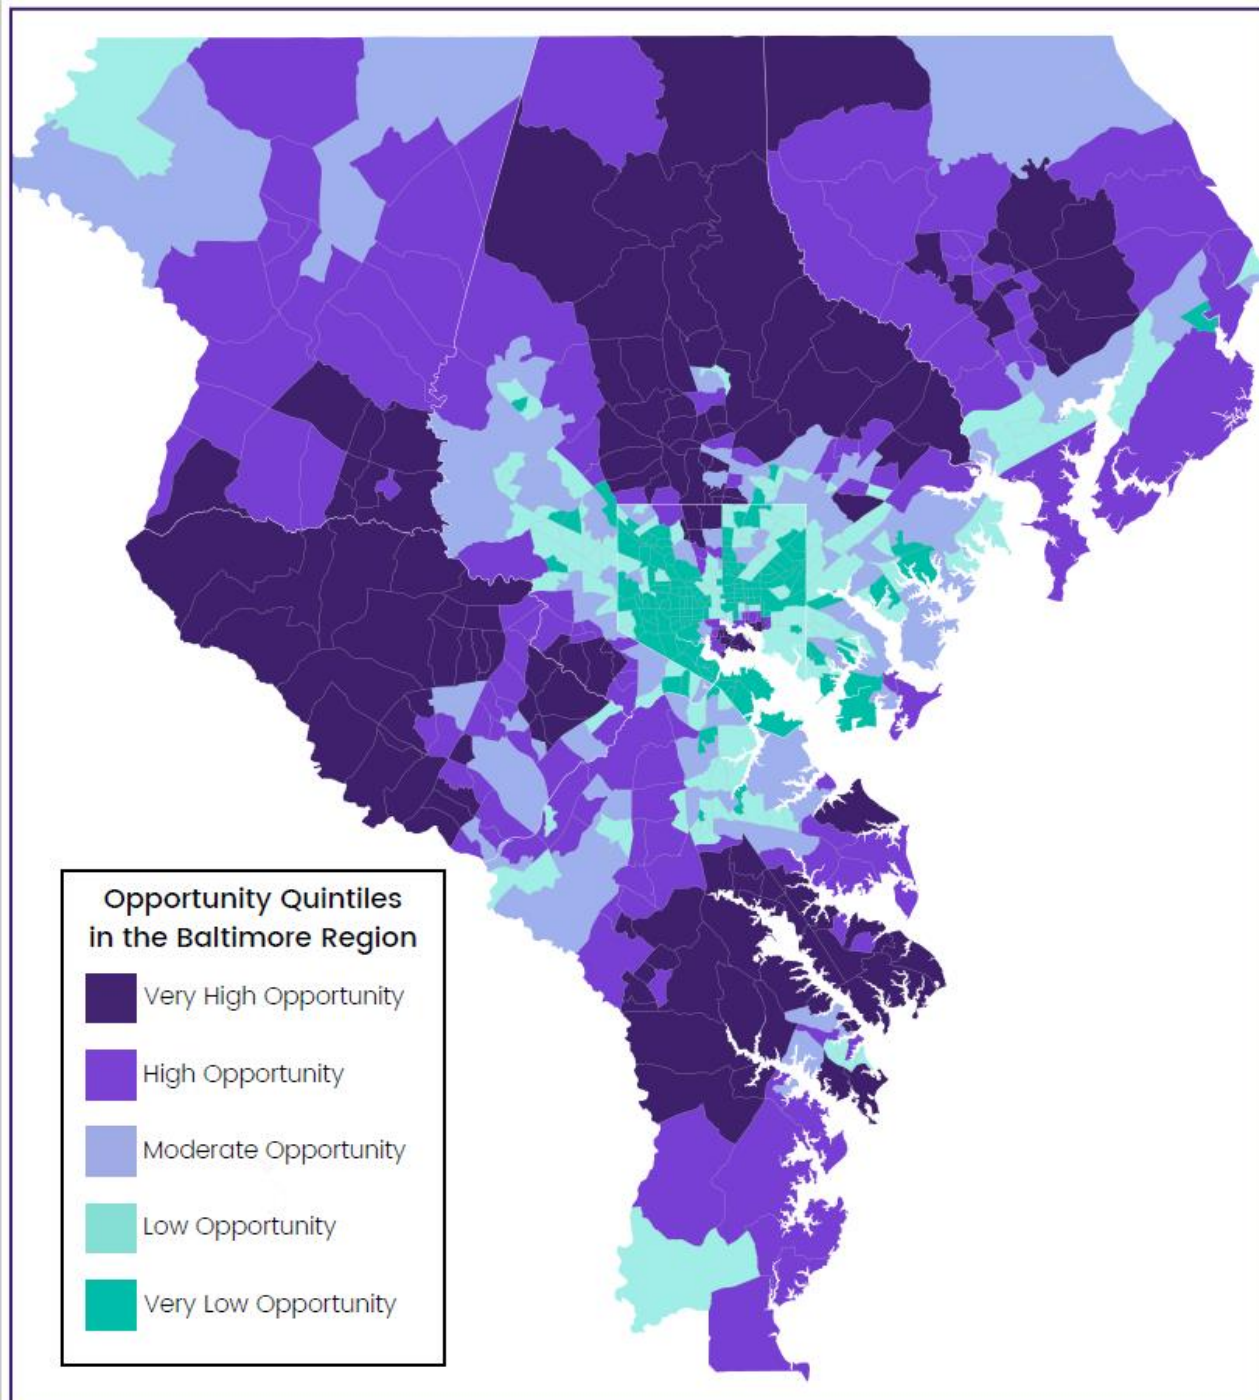 Opportunity Quintiles
in the Baltimore Region
Very High Opportunity
High Opportunity
Moderate Opportunity
Low Opportunity
Very Low Opportunity